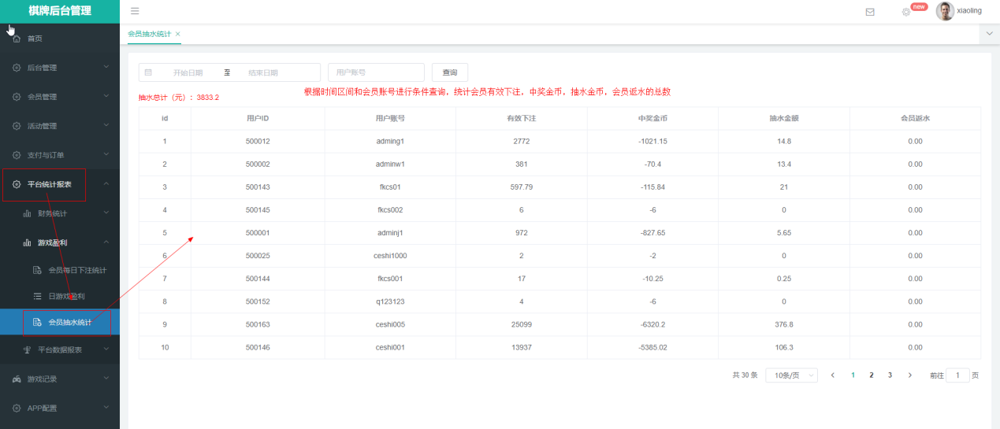 棋牌后台管理
new
xiaoling
首页
后台管理
会员管理
活动管理
支付与订单
平台统计报表
财务统计
游戏盈利
会员每日下注统计
日游戏盈利
会员抽水统计
平台数据报表
游戏记录
APP配置
会员抽水统计 ×
开始日期 至 结束日期 用户账号 查询
根据时间区间和会员账号进行条件查询，统计会员有效下注，中奖金币，抽水金币，会员返水的总数
抽水总计（元）：3833.2
id 用户ID 用户账号 有效下注 中奖金币 抽水金额 会员返水
1 500012 adming1 2772 -1021.15 14.8 0.00
2 500002 adminw1 381 -70.4 13.4 0.00
3 500143 fkcs01 597.79 -115.84 21 0.00
4 500145 fkcs002 6 -6 0 0.00
5 500001 adminj1 972 -827.65 5.65 0.00
6 500025 ceshi1000 2 -2 0 0.00
7 500144 fkcs001 17 -10.25 0.25 0.00
8 500152 q123123 4 -6 0 0.00
9 500163 ceshi005 25099 -6320.2 376.8 0.00
10 500146 ceshi001 13937 -5385.02 106.3 0.00
共 30 条 10条/页 < 1 2 3 > 前往 1 页